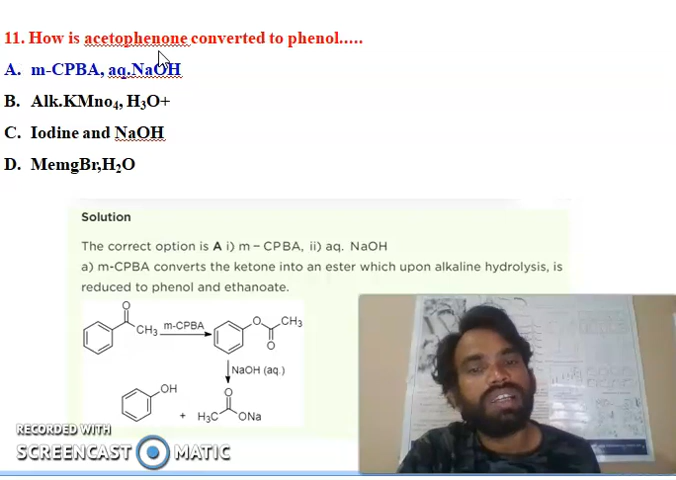 11. How is acetophenone converted to phenol.....
A. m-CPBA, aq.NaOH
B. Alk.KMno4, H3O+
C. Iodine and NaOH
D. MemgBr,H2O
Solution
The correct option is A i) m – CPBA, ii) aq. NaOH
a) m-CPBA converts the ketone into an ester which upon alkaline hydrolysis, is
reduced to phenol and ethanoate.
O
CH3
m-CPBA
O
CH3
O
NaOH (aq.)
OH
+
O
H3C
ONa
RECORDED WITH
SCREENCAST MATIC